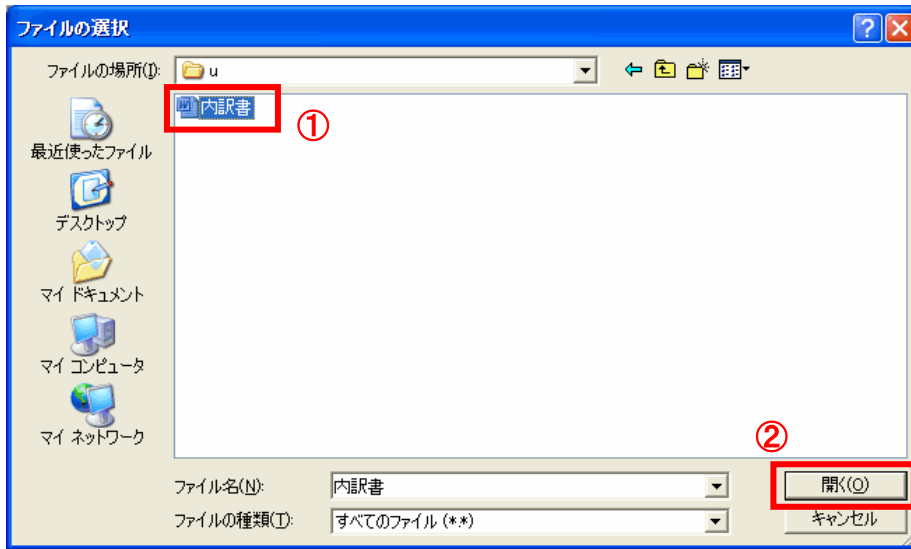 ファイルの選択
ファイルの場所(I):
u
内訳書
①
最近使ったファイル
デスクトップ
マイ ドキュメント
マイ コンピュータ
マイ ネットワーク
②
ファイル名(N):
内訳書
開く(O)
ファイルの種類(T):
すべてのファイル (*.*)
キャンセル